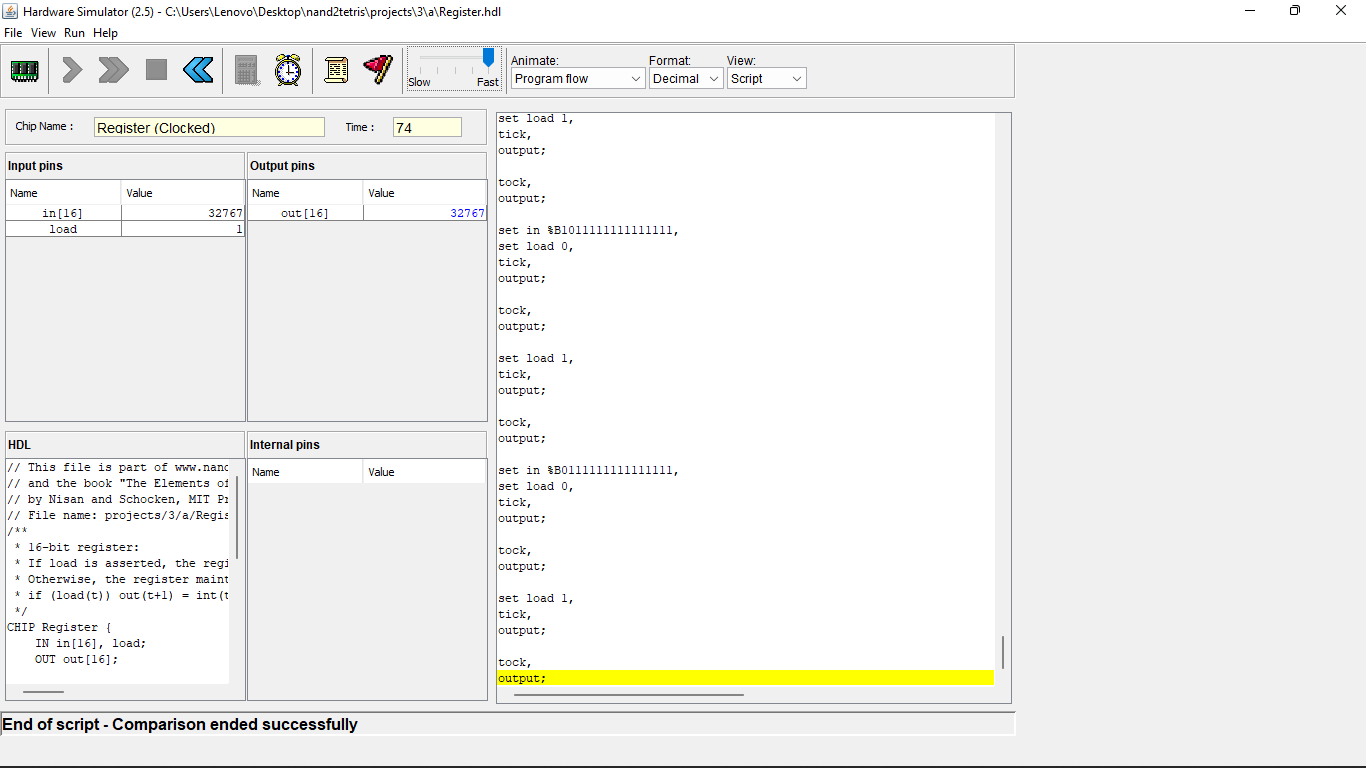 Hardware Simulator (2.5) - C:\Users\Lenovo\Desktop\nand2tetris\projects\3\a\Register.hdl
File View Run Help
Slow Fast
Animate: Format: View:
Program flow Decimal Script
Chip Name : Register (Clocked) Time : 74
Input pins
Name Value
in[16] 32767
load 1
Output pins
Name Value
out[16] 32767
HDL
// This file is part of www.nand
// and the book "The Elements of
// by Nisan and Schocken, MIT Pr
// File name: projects/3/a/Regis
/**
* 16-bit register:
* If load is asserted, the regi
* Otherwise, the register maint
* if (load(t)) out(t+1) = int(t
*/
CHIP Register {
IN in[16], load;
OUT out[16];
Internal pins
Name Value
set load 1,
tick,
output;
tock,
output;
set in %B1011111111111111,
set load 0,
tick,
output;
tock,
output;
set load 1,
tick,
output;
tock,
output;
set in %B0111111111111111,
set load 0,
tick,
output;
tock,
output;
set load 1,
tick,
output;
tock,
output;
End of script - Comparison ended successfully